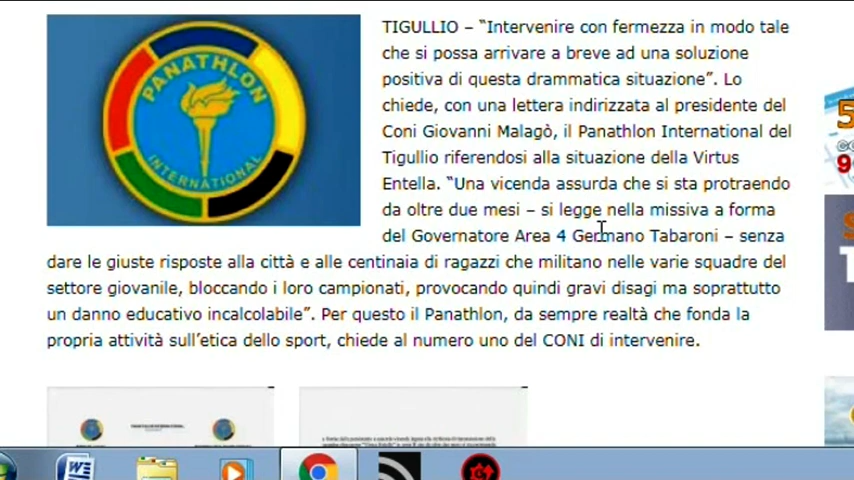 PANATHLON
INTERNATIONAL
TIGULLIO – “Intervenire con fermezza in modo tale
che si possa arrivare a breve ad una soluzione
positiva di questa drammatica situazione”. Lo
chiede, con una lettera indirizzata al presidente del
Coni Giovanni Malagò, il Panathlon International del
Tigullio riferendosi alla situazione della Virtus
Entella. “Una vicenda assurda che si sta protraendo
da oltre due mesi – si legge nella missiva a forma
del Governatore Area 4 Germano Tabaroni – senza
dare le giuste risposte alla città e alle centinaia di ragazzi che militano nelle varie squadre del
settore giovanile, bloccando i loro campionati, provocando quindi gravi disagi ma soprattutto
un danno educativo incalcolabile”. Per questo il Panathlon, da sempre realtà che fonda la
propria attività sull’etica dello sport, chiede al numero uno del CONI di intervenire.